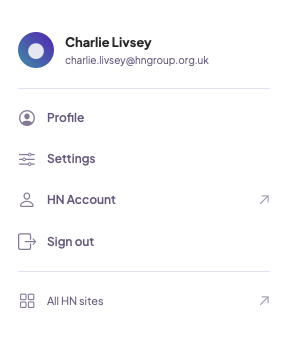 Charlie Livsey
charlie.livsey@hngroup.org.uk
Profile
Settings
HN Account
Sign out
All HN sites